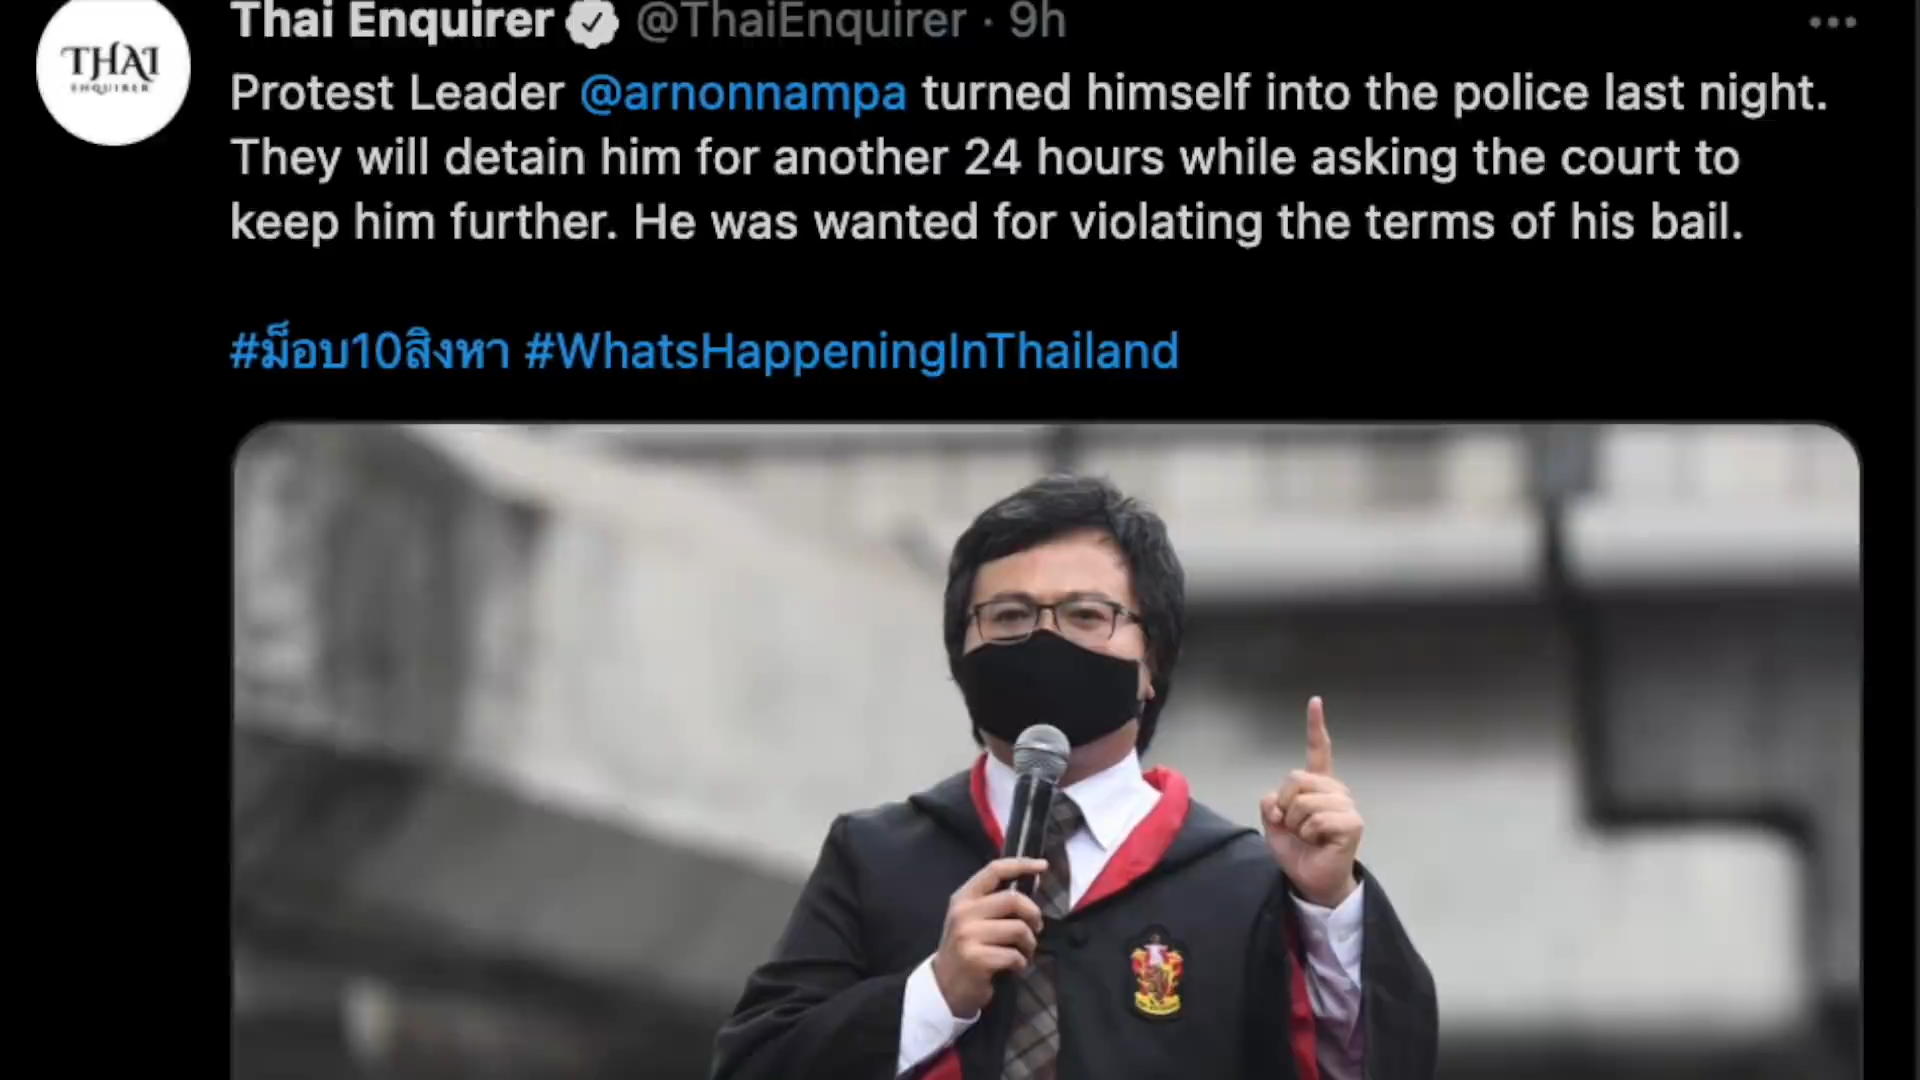 Thai Enquirer @ThaiEnquirer · 9h
THAI
ENQUIRER
Protest Leader @arnonnampa turned himself into the police last night.
They will detain him for another 24 hours while asking the court to
keep him further. He was wanted for violating the terms of his bail.
#ม็อบ10สิงหา #WhatsHappeningInThailand